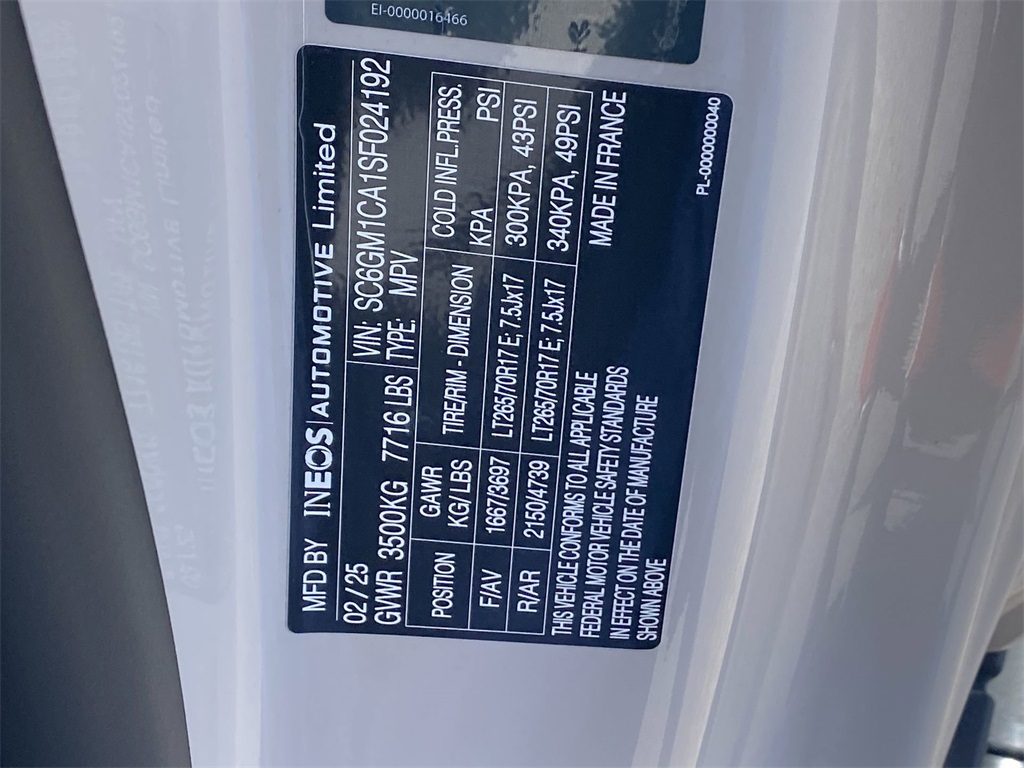 EI-0000016466
MFD BY INEOS | AUTOMOTIVE Limited
02 / 25 VIN: SC6GM1CA1SF024192
GVWR 3500KG 7716 LBS TYPE: MPV
POSITION GAWR KG/ LBS TIRE/RIM - DIMENSION COLD INFL.PRESS. KPA PSI
F/AV 1667/3697 LT265/70R17 E; 7.5Jx17 300KPA, 43PSI
R/AR 2150/4739 LT265/70R17 E; 7.5Jx17 340KPA, 49PSI
THIS VEHICLE CONFORMS TO ALL APPLICABLE
FEDERAL MOTOR VEHICLE SAFETY STANDARDS MADE IN FRANCE
IN EFFECT ON THE DATE OF MANUFACTURE
SHOWN ABOVE
PL-0000000040